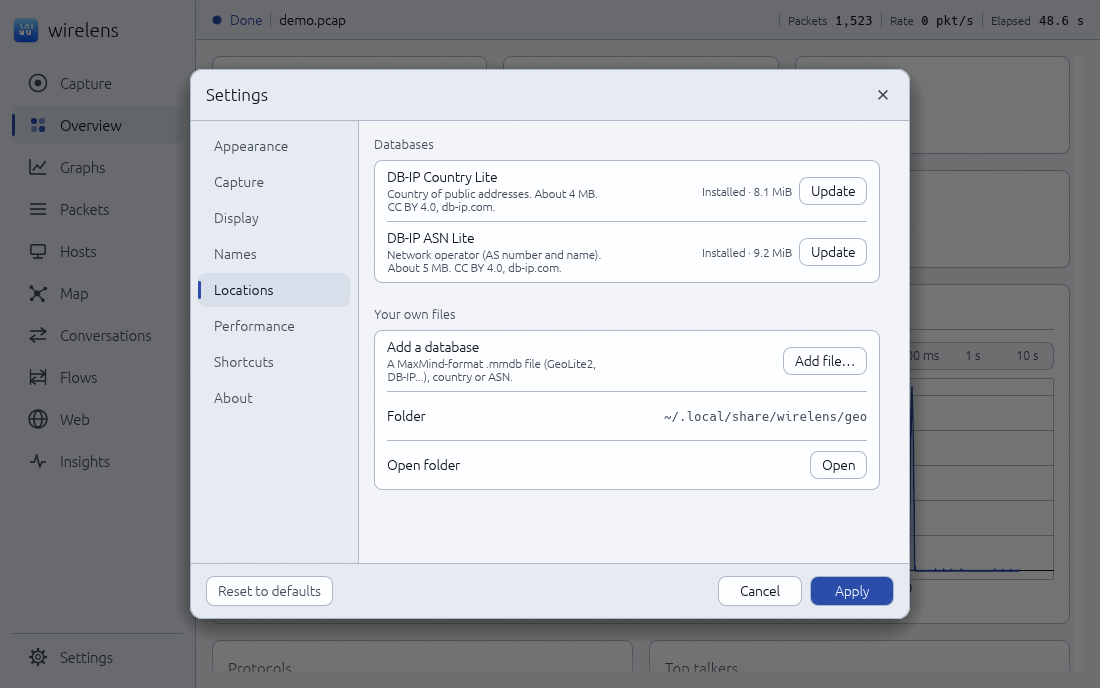 wirelens
Done
demo.pcap
Packets 1,523
Rate 0 pkt/s
Elapsed 48.6 s
Capture
Overview
Graphs
Packets
Hosts
Map
Conversations
Flows
Web
Insights
Settings
Settings
Appearance
Capture
Display
Names
Locations
Performance
Shortcuts
About
Databases
DB-IP Country Lite
Country of public addresses. About 4 MB.
CC BY 4.0, db-ip.com.
Installed · 8.1 MiB
Update
DB-IP ASN Lite
Network operator (AS number and name).
About 5 MB. CC BY 4.0, db-ip.com.
Installed · 9.2 MiB
Update
Your own files
Add a database
A MaxMind-format .mmdb file (GeoLite2,
DB-IP...), country or ASN.
Add file...
Folder
~/.local/share/wirelens/geo
Open folder
Open
Reset to defaults
Cancel
Apply
ms
1 s
10 s
Protocols
Top talkers